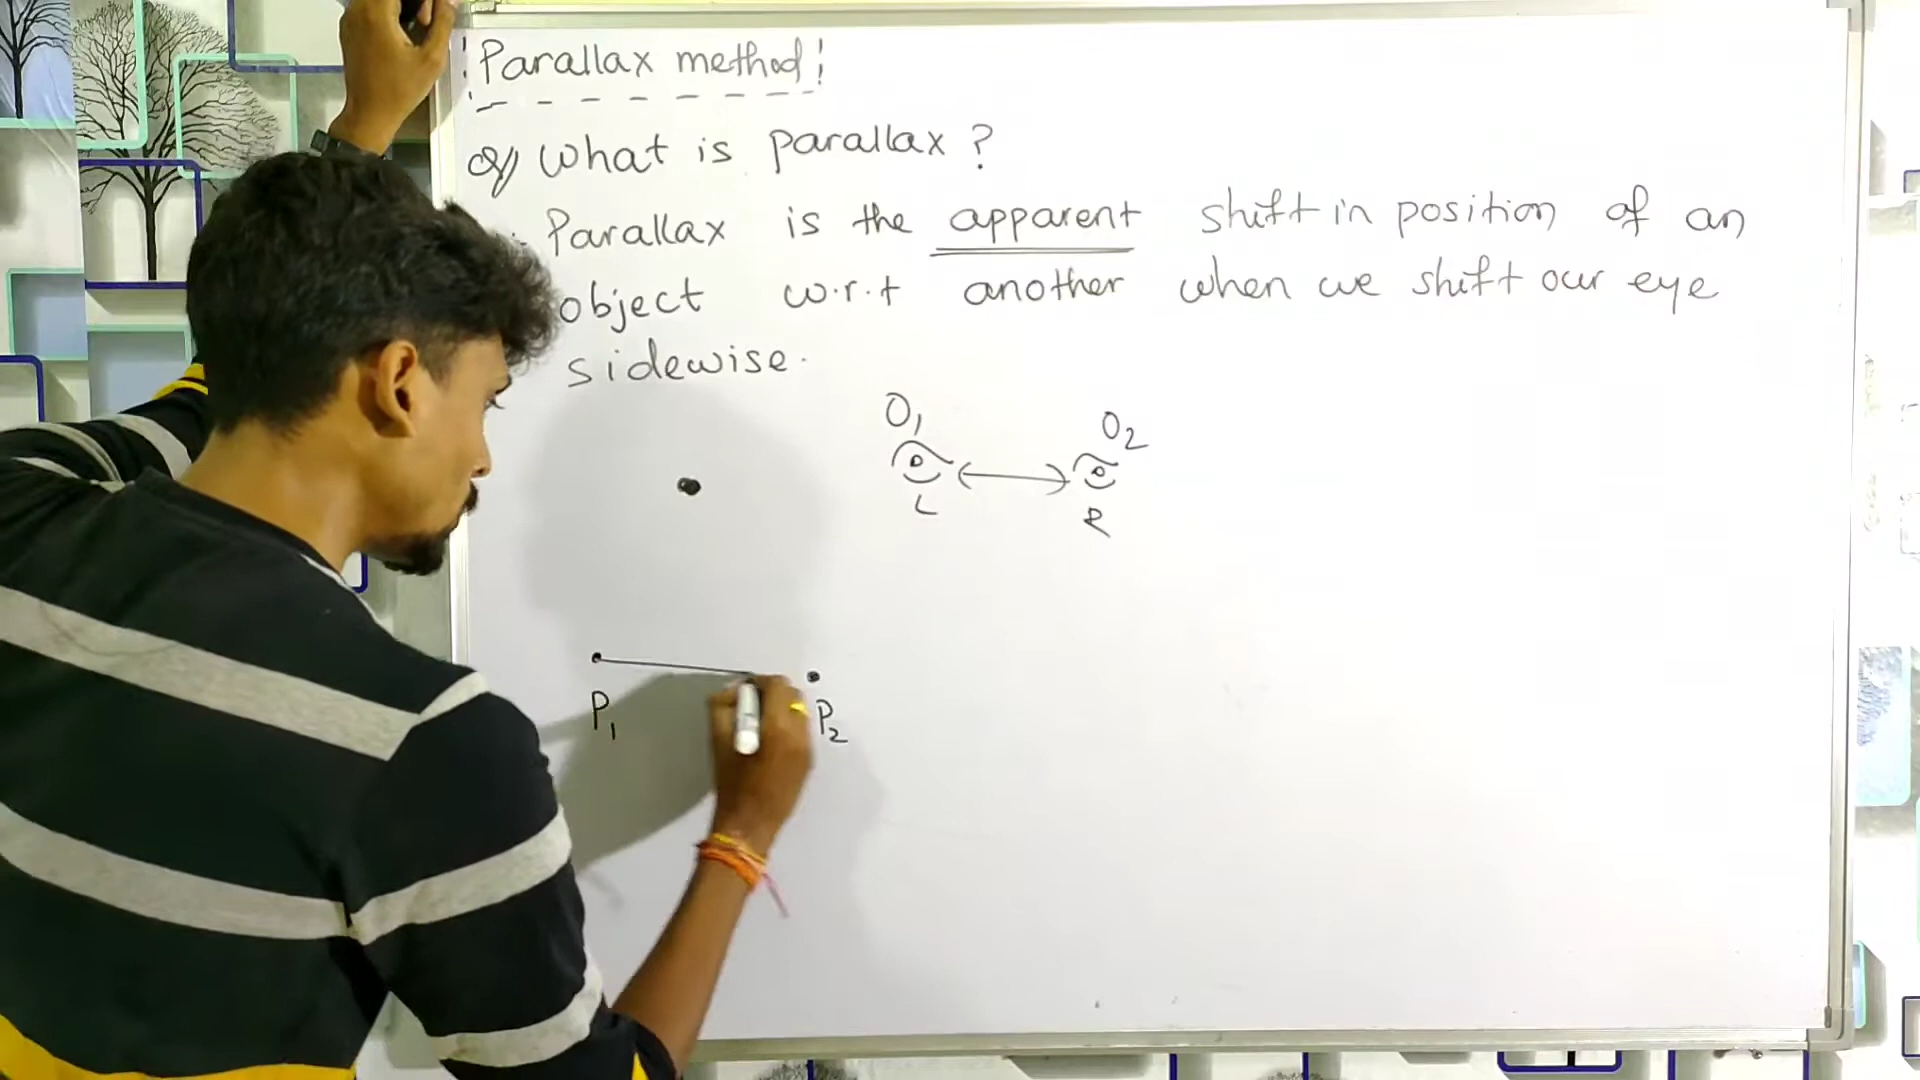 Parallax method
Q) What is parallax ?
Parallax is the apparent shift in position of an
object w.r.t another when we shift our eye
sidewise.
O1 O2
L R
P1 P2